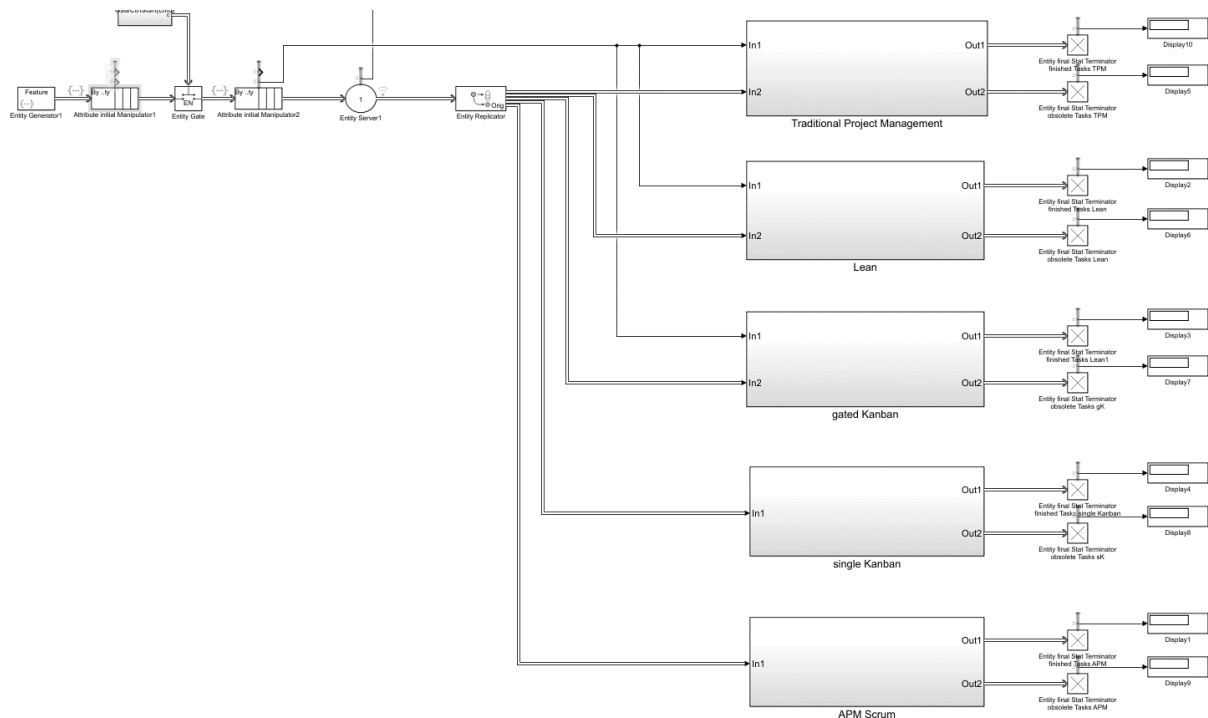 Feature
Entity Generator1
By ..ty
Attribute initial Manipulator1
EN
Entity Gate
By ..ty
Attribute initial Manipulator2
1
Entity Server1
Orig
Entity Replicator
In1
In2
Out1
Out2
Traditional Project Management
Entity final Stat Terminator
finished Tasks TPM
Display10
Entity final Stat Terminator
obsolete Tasks TPM
Display5
In1
In2
Out1
Out2
Lean
Entity final Stat Terminator
finished Tasks Lean
Display2
Entity final Stat Terminator
obsolete Tasks Lean
Display6
In1
In2
Out1
Out2
gated Kanban
Entity final Stat Terminator
finished Tasks Lean1
Display3
Entity final Stat Terminator
obsolete Tasks gK
Display7
In1
Out1
Out2
single Kanban
Entity final Stat Terminator
finished Tasks single Kanban
Display4
Entity final Stat Terminator
obsolete Tasks sK
Display8
In1
Out1
Out2
APM Scrum
Entity final Stat Terminator
finished Tasks APM
Display1
Entity final Stat Terminator
obsolete Tasks APM
Display9